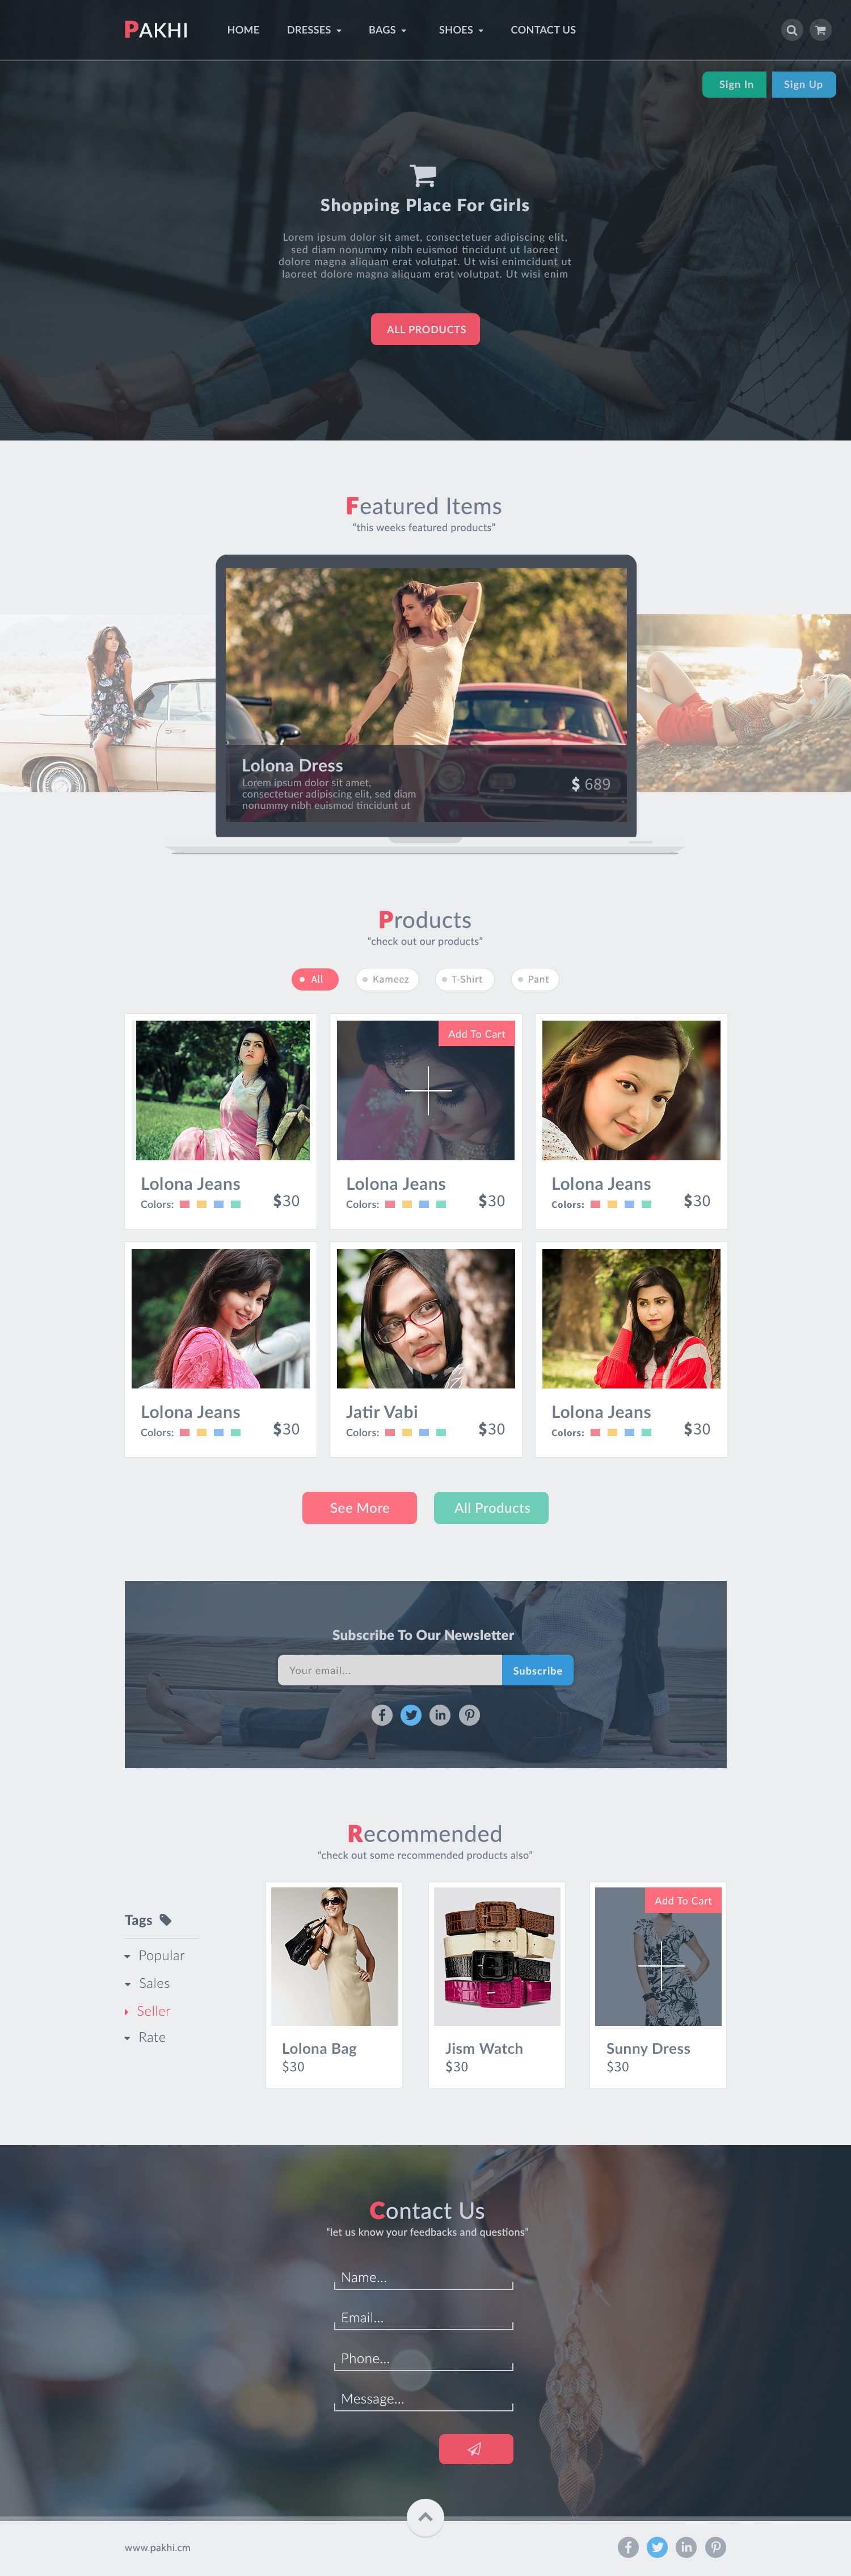 PAKHI
HOME DRESSES BAGS SHOES CONTACT US
Sign In Sign Up
Shopping Place For Girls
Lorem ipsum dolor sit amet, consectetuer adipiscing elit,
sed diam nonummy nibh euismod tincidunt ut laoreet
dolore magna aliquam erat volutpat. Ut wisi enimcidunt ut
laoreet dolore magna aliquam erat volutpat. Ut wisi enim
ALL PRODUCTS
Featured Items
“this weeks featured products”
Lolona Dress
Lorem ipsum dolor sit amet,
consectetuer adipiscing elit, sed diam
nonummy nibh euismod tincidunt ut
$ 689
Products
“check out our products”
All Kameez T-Shirt Pant
Add To Cart
Lolona Jeans
Colors: $30
Lolona Jeans
Colors: $30
Lolona Jeans
Colors: $30
Lolona Jeans
Colors: $30
Jatir Vabi
Colors: $30
Lolona Jeans
Colors: $30
See More All Products
Subscribe To Our Newsletter
Your email... Subscribe
Recommended
“check out some recommended products also”
Tags
Popular
Sales
Seller
Rate
Add To Cart
Lolona Bag
$30
Jism Watch
$30
Sunny Dress
$30
Contact Us
“let us know your feedbacks and questions”
Name...
Email...
Phone...
Message...
www.pakhi.cm